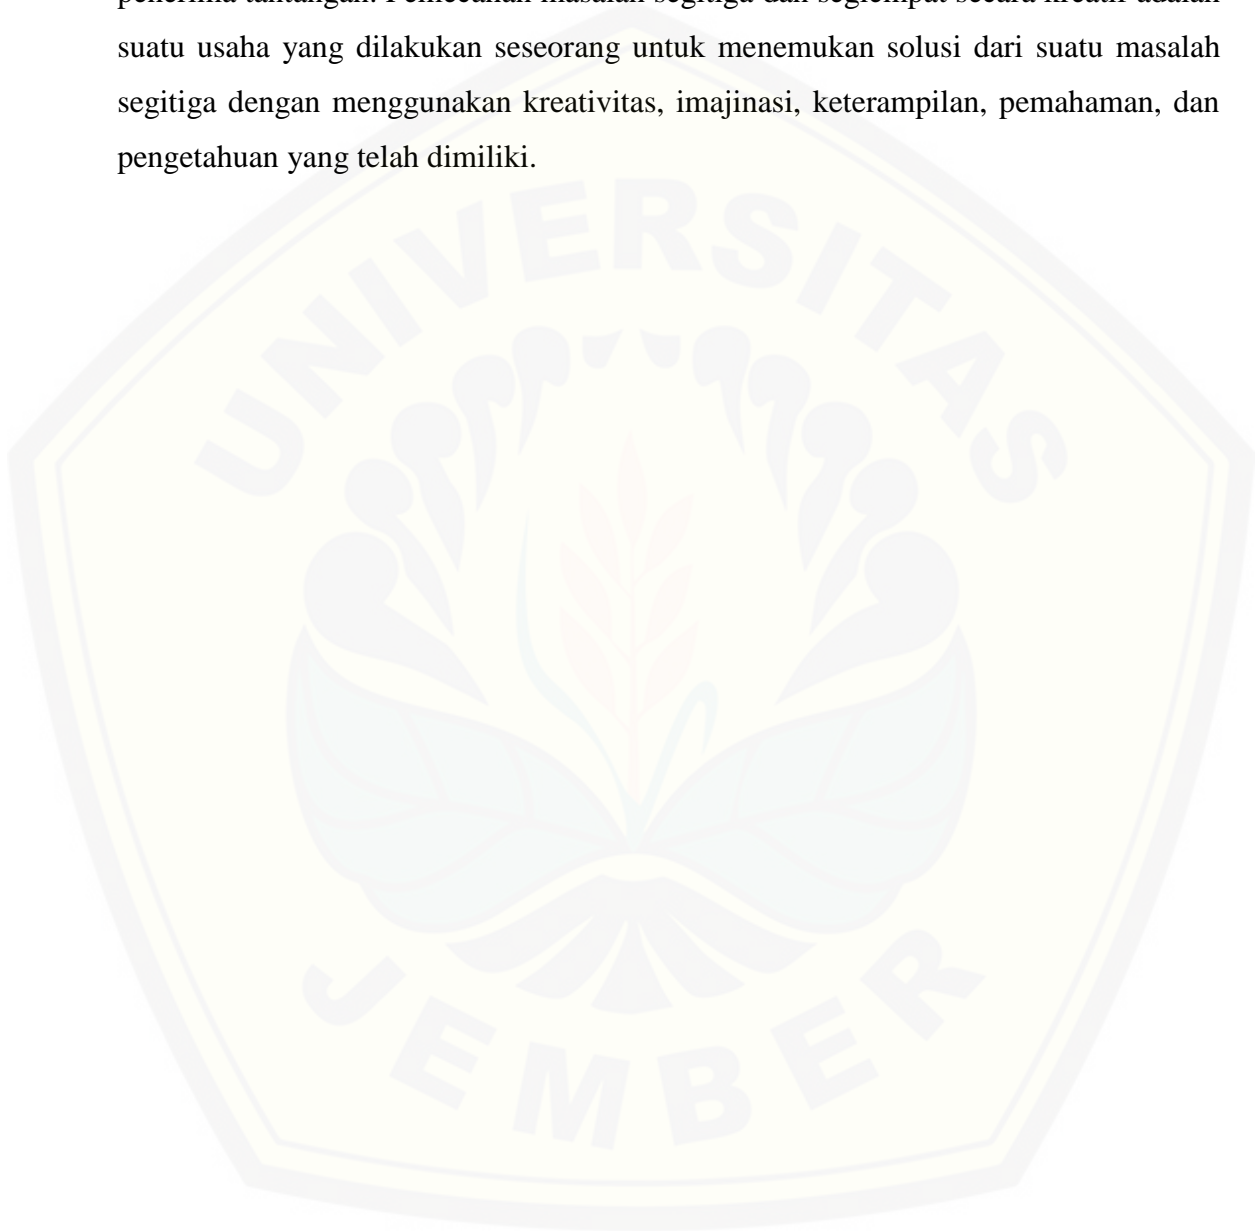 penerima tantangan. Pemecahan masalah segitiga dan segiempat secara kreatif adalah
suatu usaha yang dilakukan seseorang untuk menemukan solusi dari suatu masalah
segitiga dengan menggunakan kreativitas, imajinasi, keterampilan, pemahaman, dan
pengetahuan yang telah dimiliki.
UNIVERSITAS
JEMBER